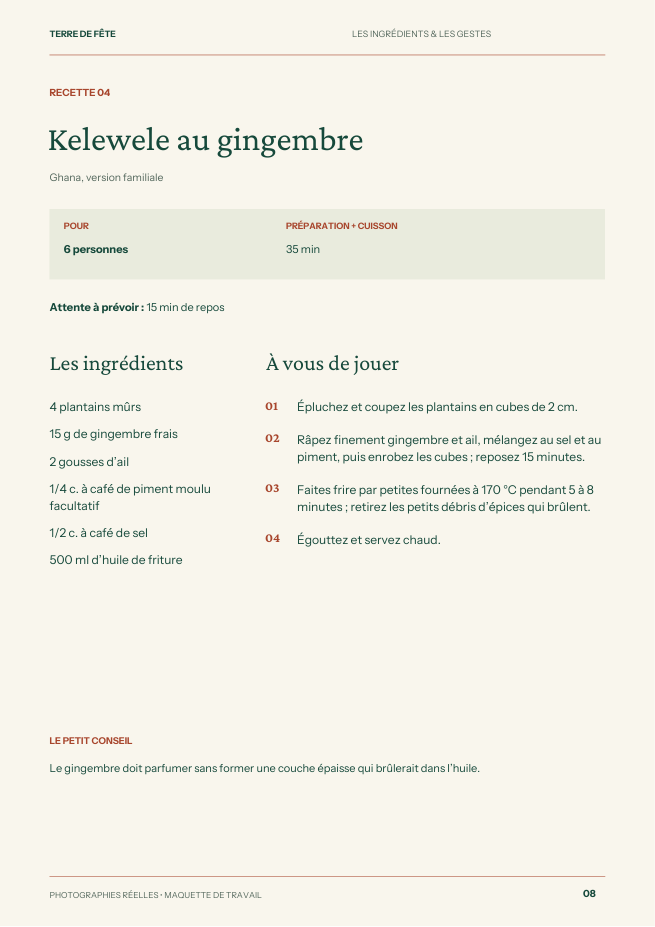 TERRE DE FÊTE
LES INGRÉDIENTS & LES GESTES
RECETTE 04
Kelewele au gingembre
Ghana, version familiale
POUR
6 personnes
PRÉPARATION + CUISSON
35 min
Attente à prévoir : 15 min de repos
Les ingrédients
4 plantains mûrs
15 g de gingembre frais
2 gousses d’ail
1/4 c. à café de piment moulu
facultatif
1/2 c. à café de sel
500 ml d’huile de friture
À vous de jouer
01 Épluchez et coupez les plantains en cubes de 2 cm.
02 Râpez finement gingembre et ail, mélangez au sel et au
piment, puis enrobez les cubes ; reposez 15 minutes.
03 Faites frire par petites fournées à 170 °C pendant 5 à 8
minutes ; retirez les petits débris d’épices qui brûlent.
04 Égouttez et servez chaud.
LE PETIT CONSEIL
Le gingembre doit parfumer sans former une couche épaisse qui brûlerait dans l’huile.
PHOTOGRAPHIES RÉELLES • MAQUETTE DE TRAVAIL
08